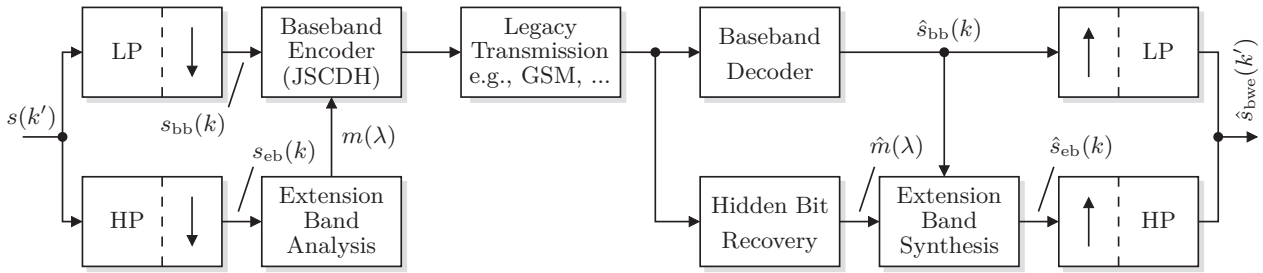 s(k′)
LP
s_bb(k)
Baseband
Encoder
(JSCDH)
m(λ)
HP
s_eb(k)
Extension
Band
Analysis
Legacy
Transmission
e.g., GSM, ...
Baseband
Decoder
ŝ_bb(k)
LP
Hidden Bit
Recovery
m̂(λ)
Extension
Band
Synthesis
ŝ_eb(k)
HP
ŝ_bwe(k′)